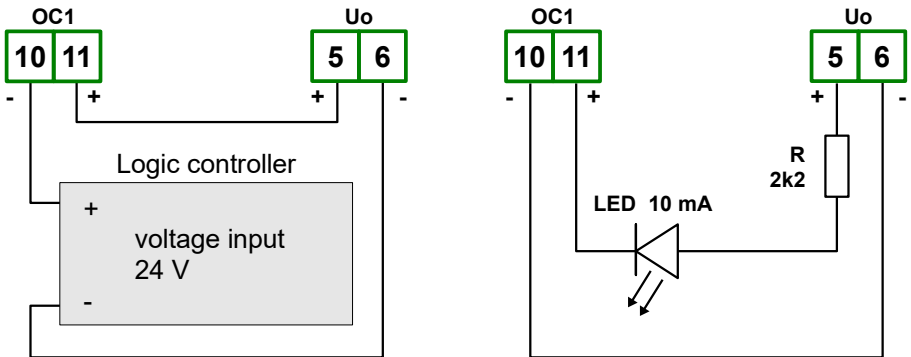 OC1 Uo OC1 Uo
10 11 5 6 10 11 5 6
- + + - - + + -
Logic controller
R
2k2
LED 10 mA
+
voltage input
24 V
-